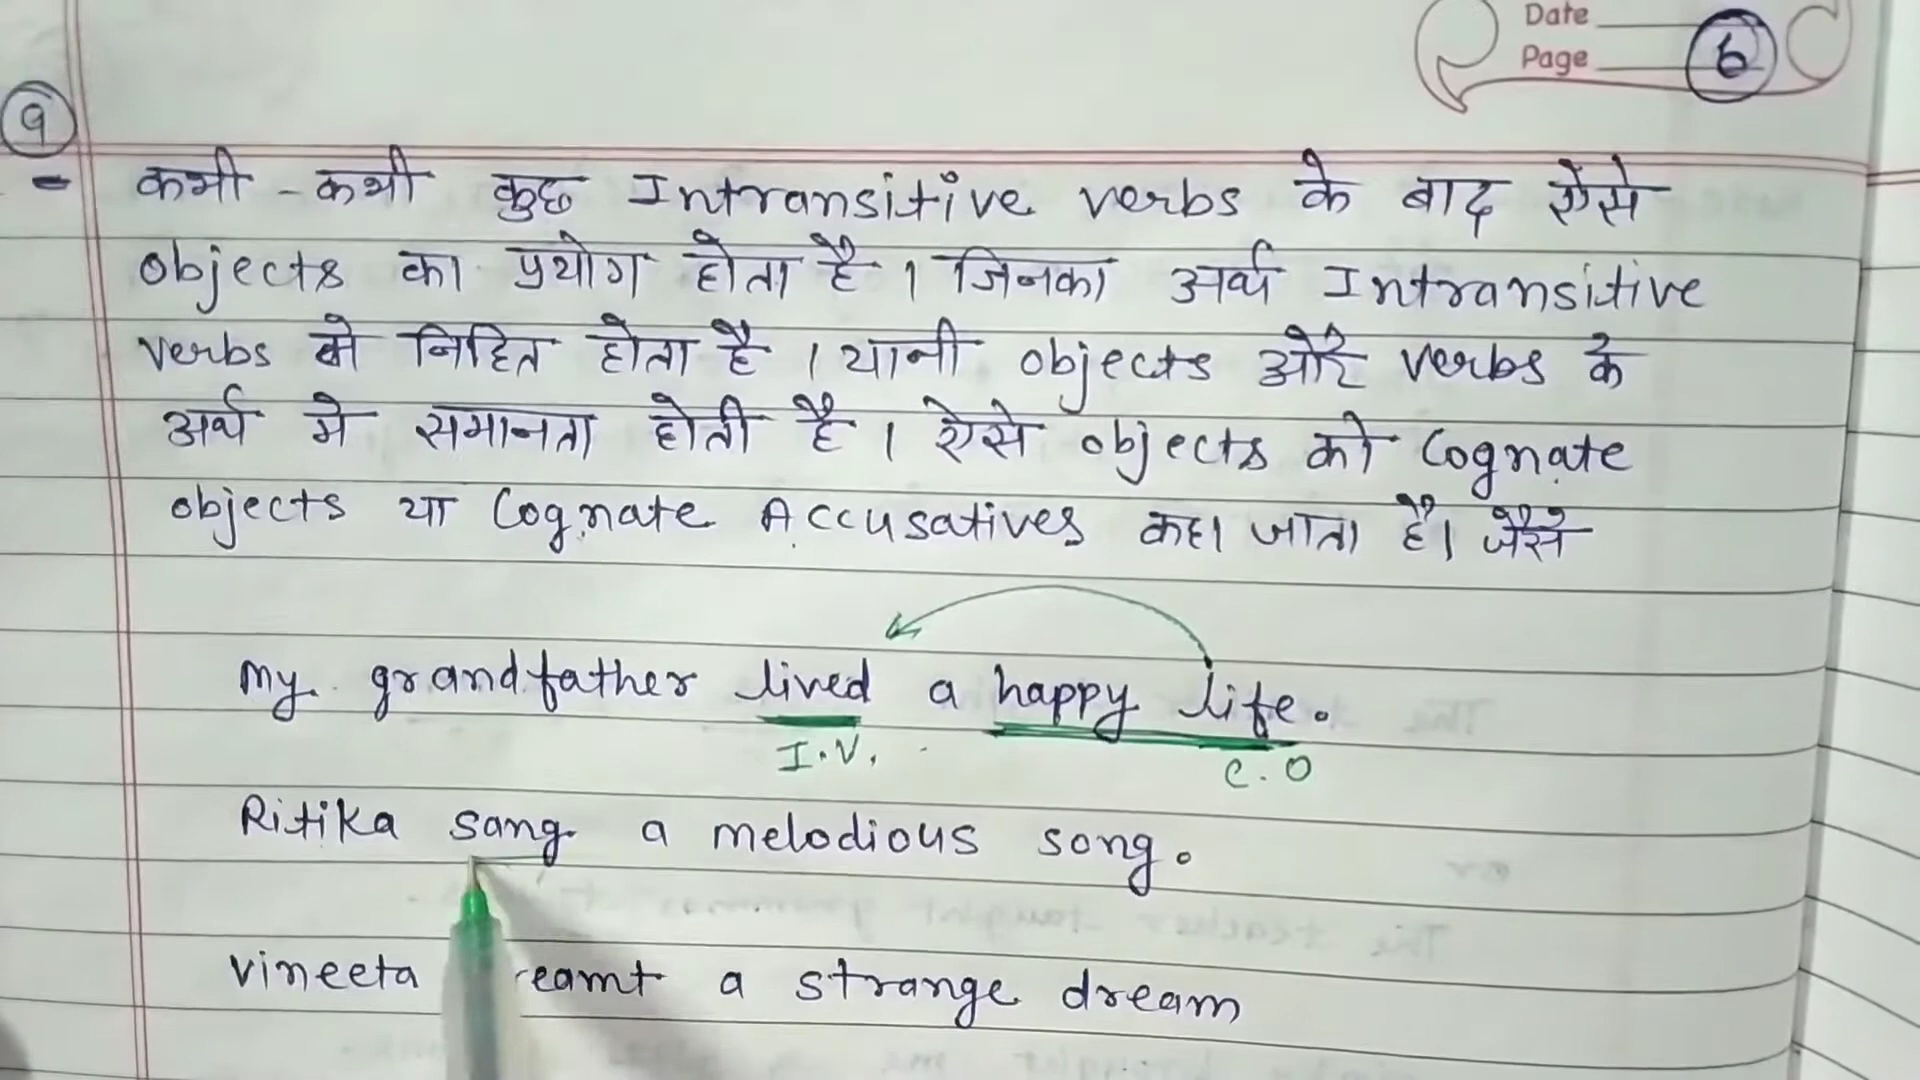 Date
Page 6
9
- कभी - कभी कुछ Intransitive verbs के बाद ऐसे
objects का प्रयोग होता है । जिनका अर्थ Intransitive
verbs मे निहित होता है । यानी objects और verbs के
अर्थ मे समानता होती है । ऐसे objects को Cognate
objects या Cognate Accusatives कहा जाता है। जैसे
My grandfather lived a happy life.
I.V. C.O
Ritika sang a melodious song.
Vineeta reamt a strange dream